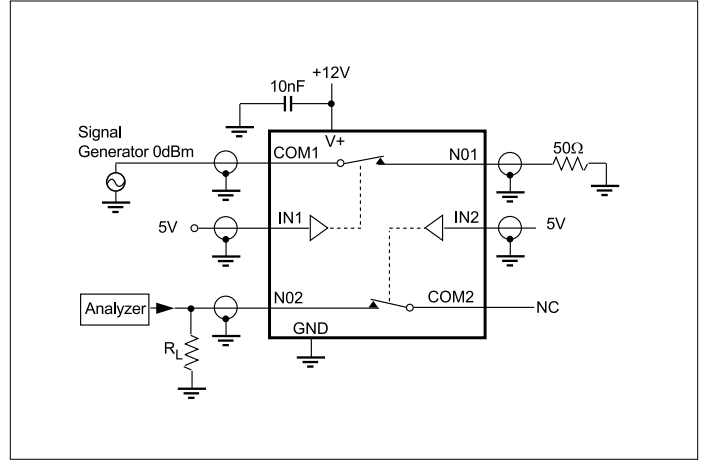 +12V
10nF
Signal
Generator 0dBm
V+
COM1
N01
50Ω
5V
IN1
IN2
5V
Analyzer
N02
COM2
NC
RL
GND